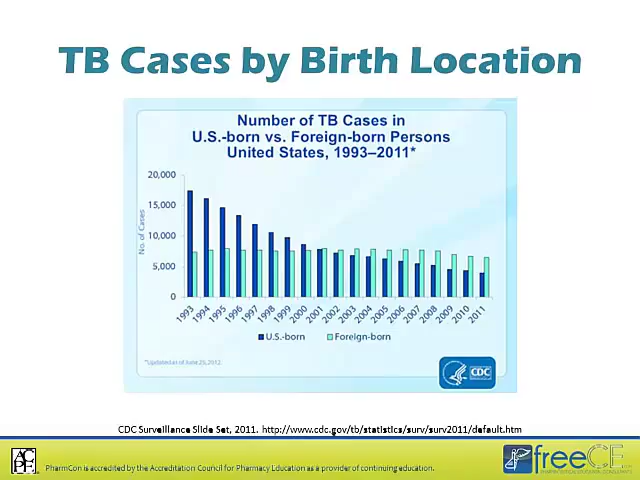 TB Cases by Birth Location
Number of TB Cases in
U.S.-born vs. Foreign-born Persons
United States, 1993–2011*
No. of Cases
20,000
15,000
10,000
5,000
0
1993 1994 1995 1996 1997 1998 1999 2000 2001 2002 2003 2004 2005 2006 2007 2008 2009 2010 2011
U.S.-born Foreign-born
*Updated as of June 25, 2012.
CDC
CDC Surveillance Slide Set, 2011. http://www.cdc.gov/tb/statistics/surv/surv2011/default.htm
ACPE
PharmCon is accredited by the Accreditation Council for Pharmacy Education as a provider of continuing education.
freeCE